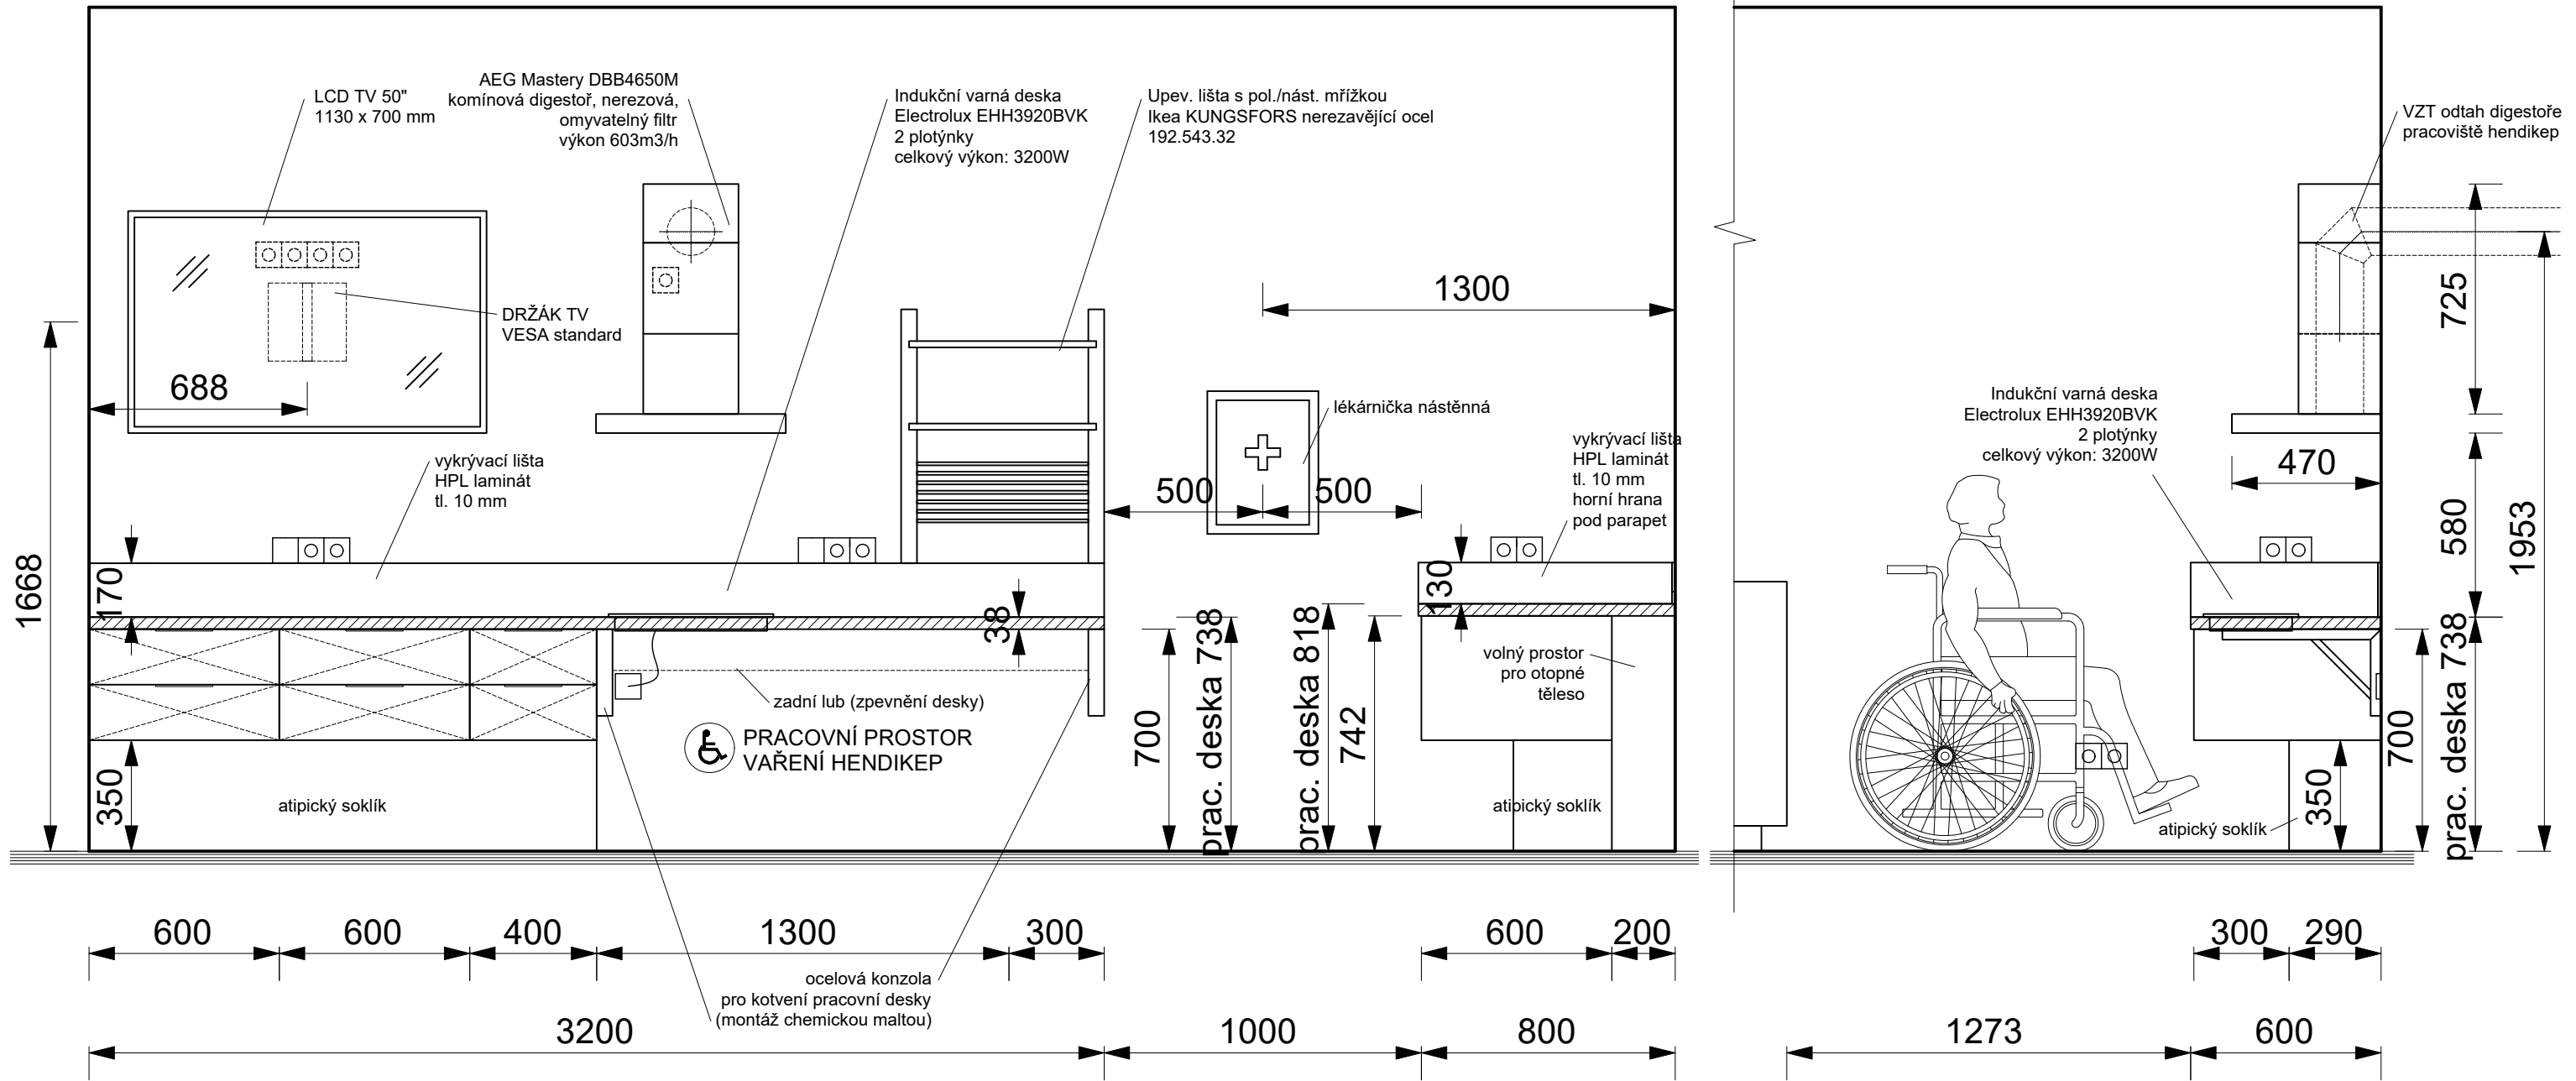 LCD TV 50"
1130 x 700 mm
AEG Mastery DBB4650M
komínová digestoř, nerezová,
omyvatelný filtr
výkon 603m3/h
Indukční varná deska
Electrolux EHH3920BVK
2 plotýnky
celkový výkon: 3200W
Upev. lišta s pol./nást. mřížkou
Ikea KUNGSFORS nerezavějící ocel
192.543.32
VZT odtah digestoře
pracoviště hendikep
DRŽÁK TV
VESA standard
688
1300
725
lékárnička nástěnná
vykrývací lišta
HPL laminát
tl. 10 mm
vykrývací lišta
HPL laminát
tl. 10 mm
horní hrana
pod parapet
Indukční varná deska
Electrolux EHH3920BVK
2 plotýnky
celkový výkon: 3200W
470
500
500
580
1953
1668
170
38
130
zadní lub (zpevnění desky)
PRACOVNÍ PROSTOR
VAŘENÍ HENDIKEP
volný prostor
pro otopné
těleso
700
prac. deska 738
prac. deska 818
742
700
prac. deska 738
350
atipický soklík
atipický soklík
atipický soklík
350
600
600
400
1300
300
600
200
300
290
ocelová konzola
pro kotvení pracovní desky
(montáž chemickou maltou)
3200
1000
800
1273
600